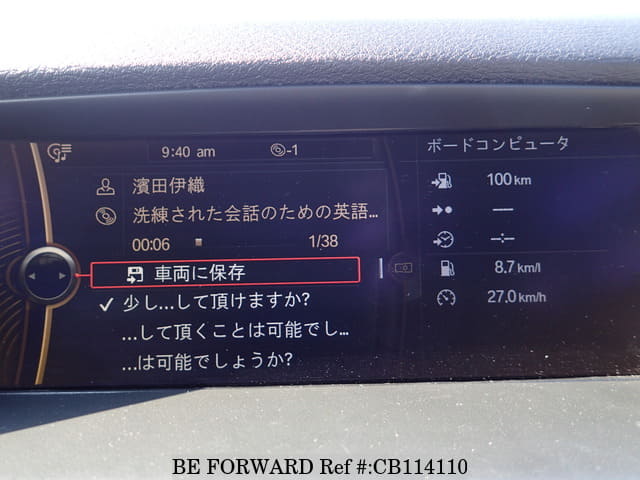 9:40 am
-1
ボードコンピュータ
濱田伊織
洗練された会話のための英語...
00:06
1/38
車両に保存
少し...して頂けますか?
...して頂くことは可能でし...
...は可能でしょうか?
100 km
----
--:--
8.7 km/l
27.0 km/h
BE FORWARD Ref #:CB114110